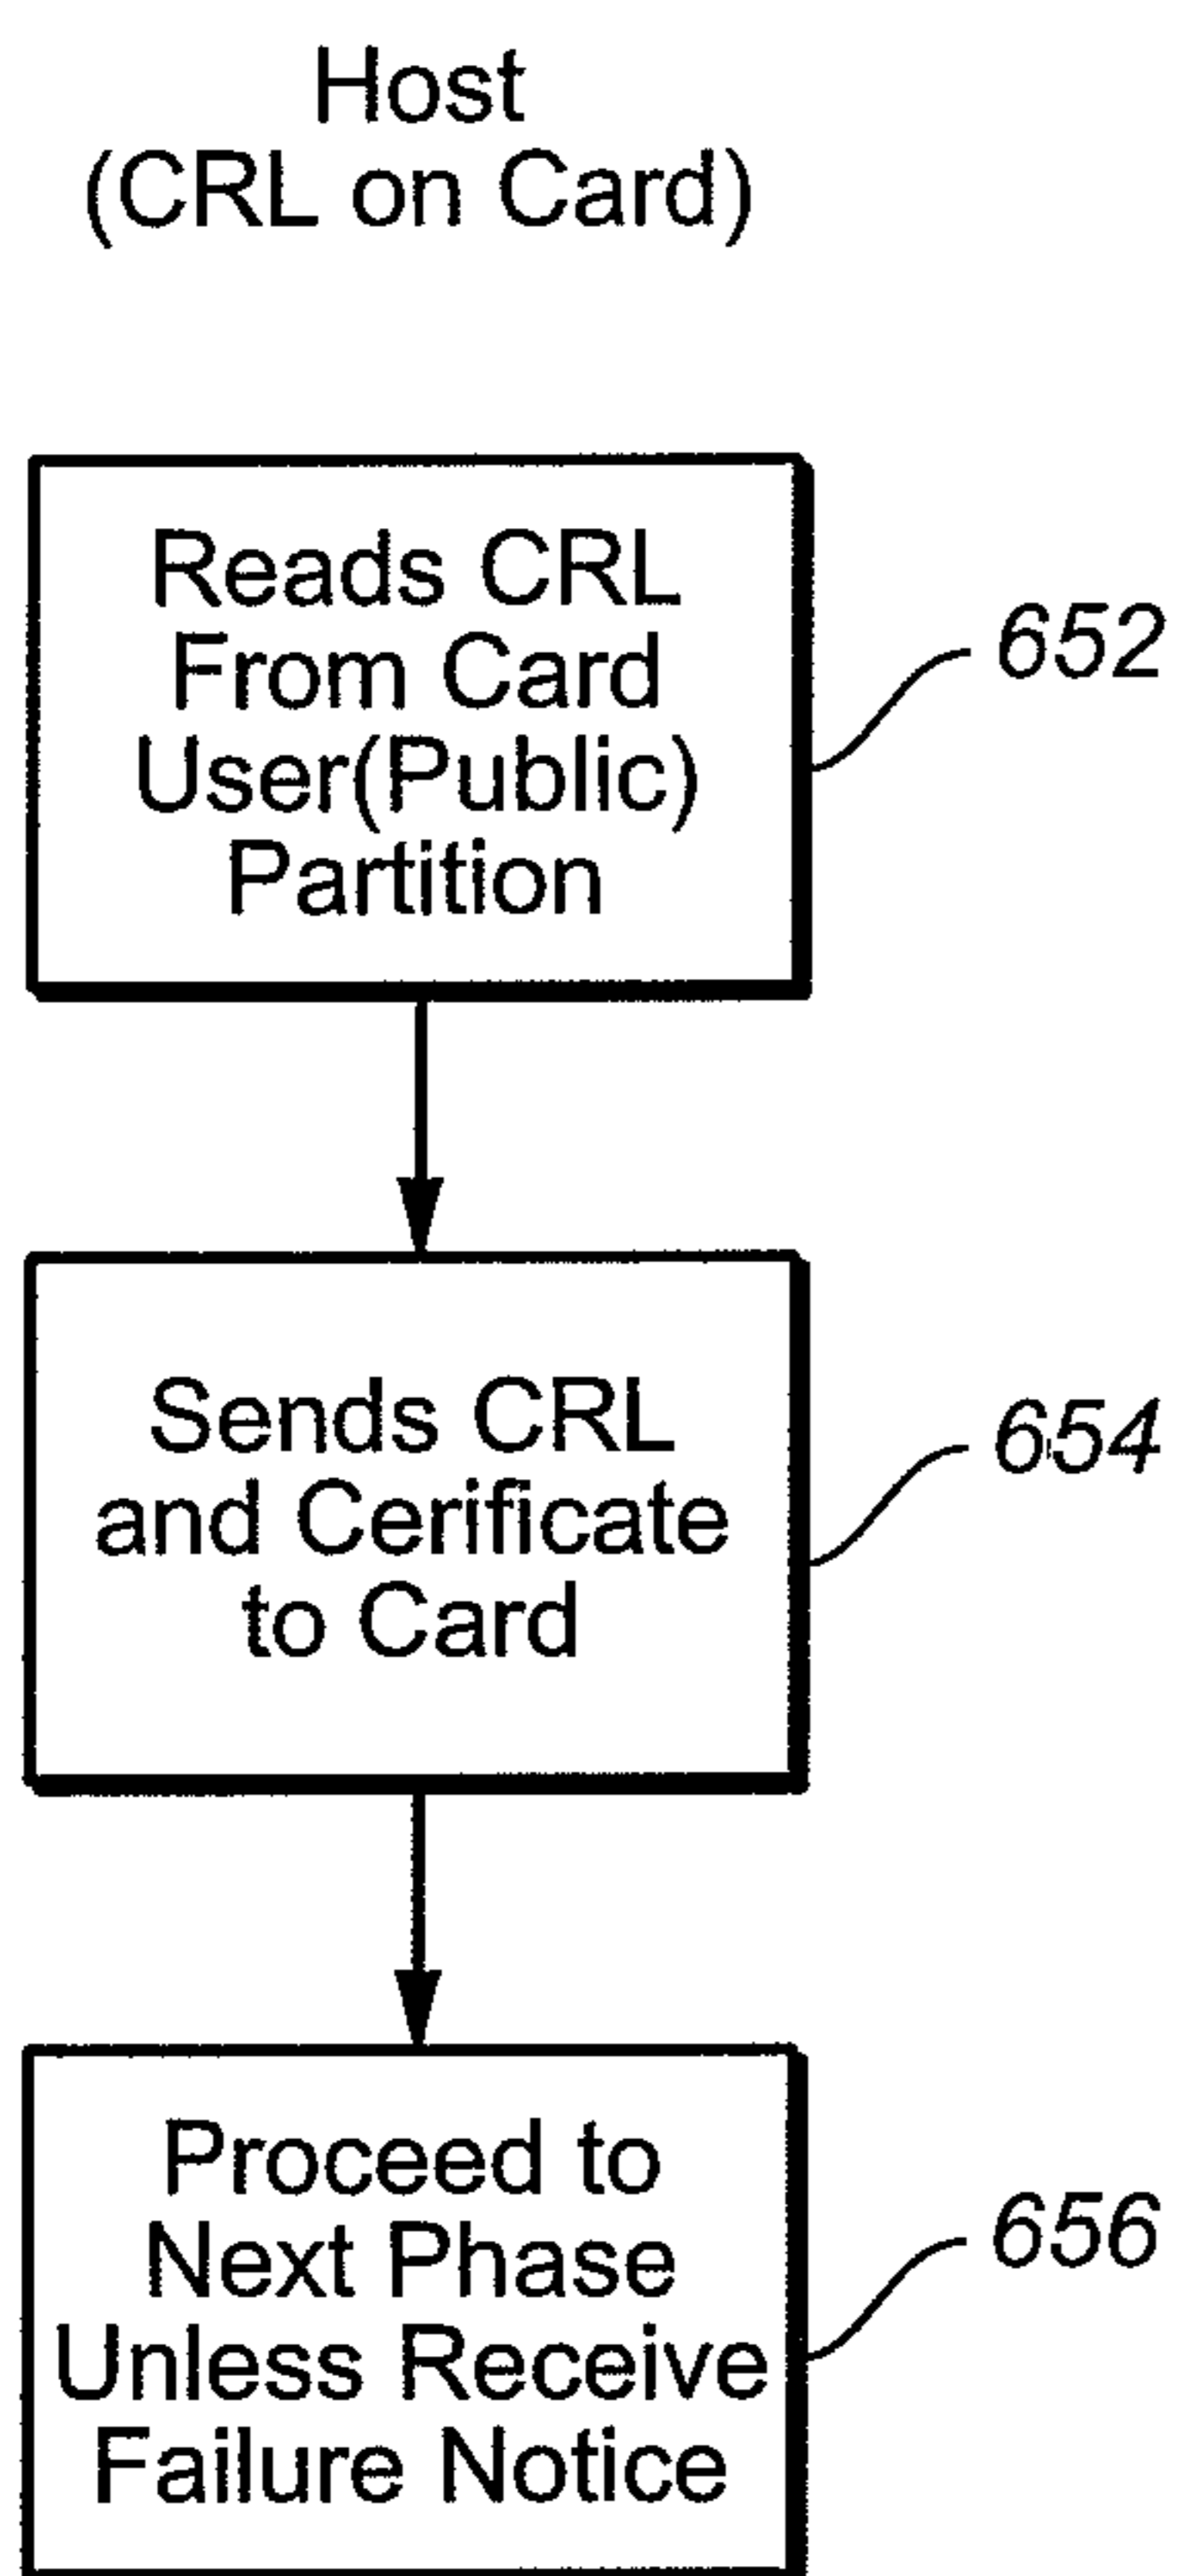 Host
(CRL on Card)
Reads CRL
From Card
User(Public)
Partition
652
Sends CRL
and Cerificate
to Card
654
Proceed to
Next Phase
Unless Receive
Failure Notice
656